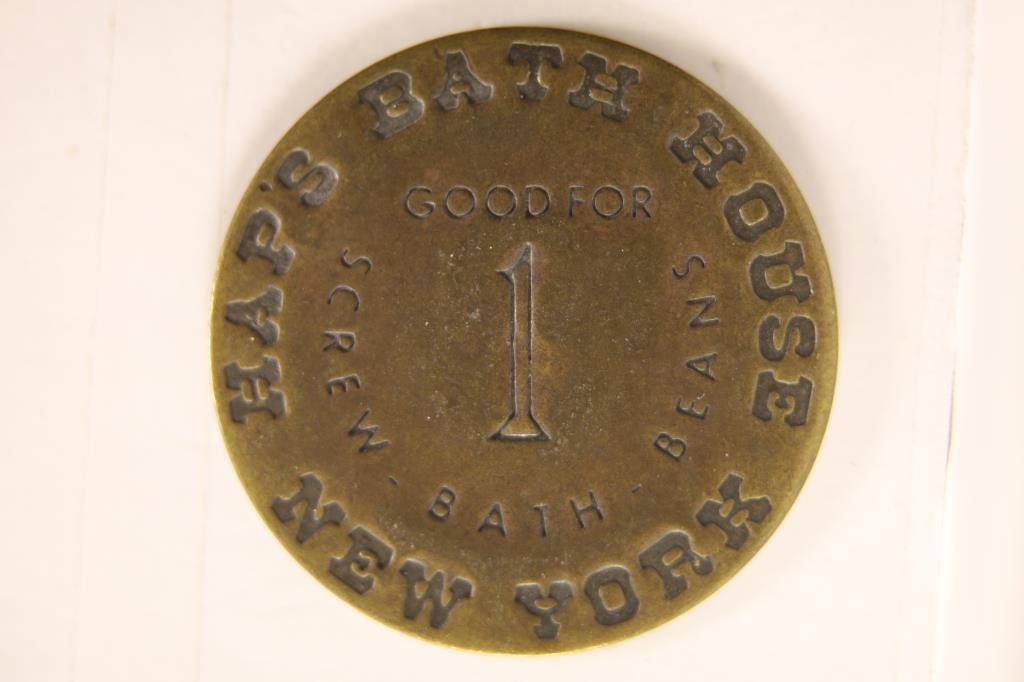 HAP'S BATH HOUSE
GOOD FOR
1
SCREW - BATH - BEANS
NEW YORK